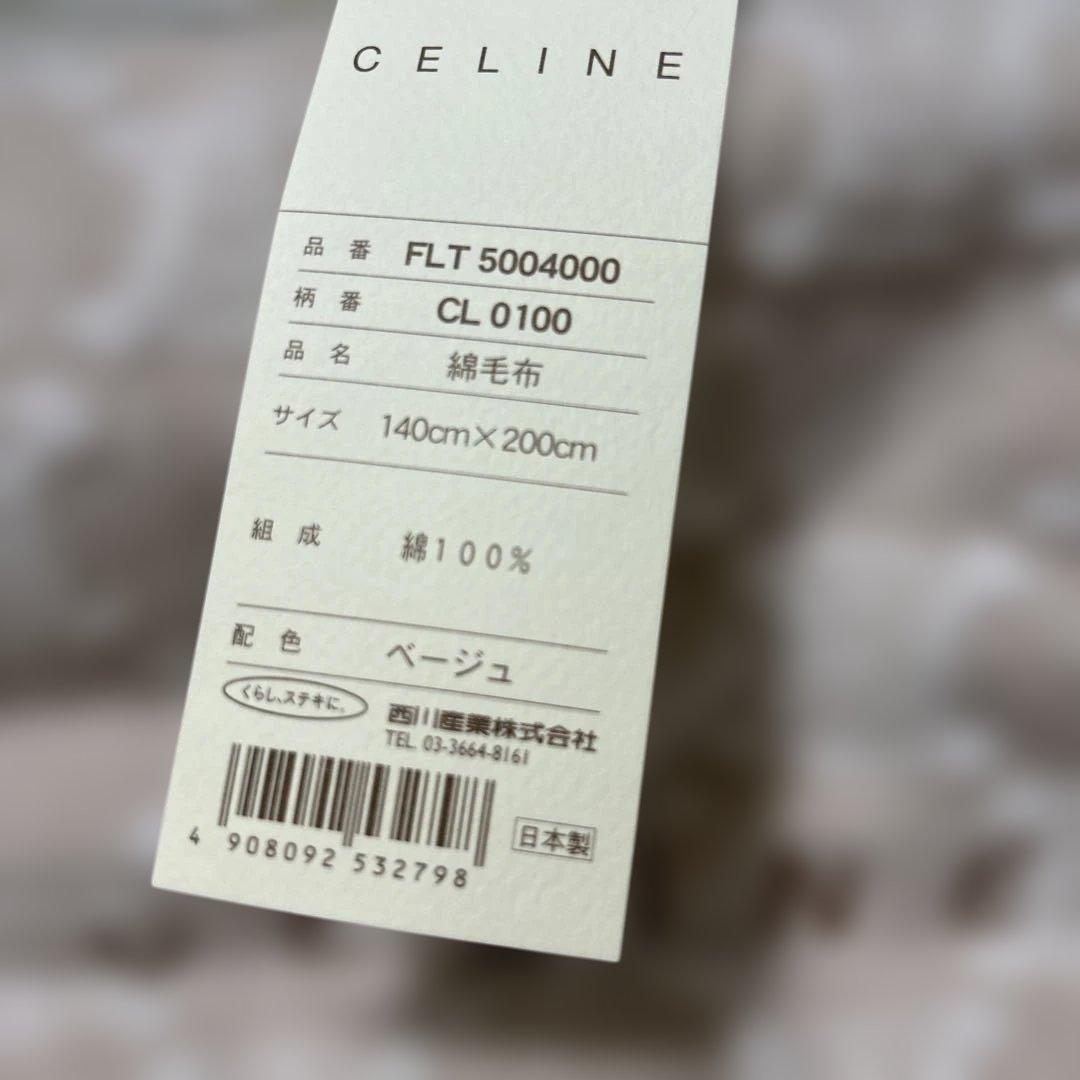 CELINE
品番 FLT 5004000
柄番 CL 0100
品名 綿毛布
サイズ 140cm×200cm
組成 綿100%
配色 ベージュ
くらし、ステキに。
西川産業株式会社
TEL. 03-3664-8161
日本製
4 908092 532798